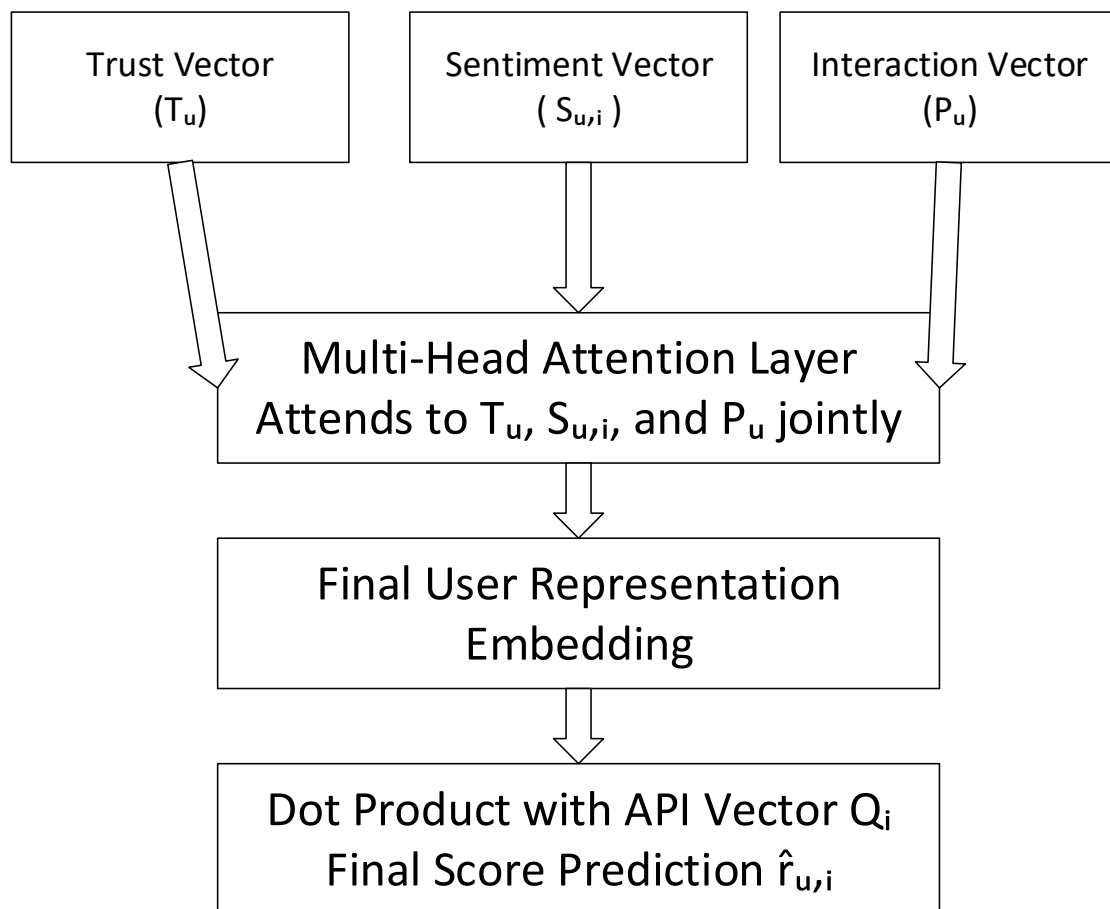 Trust Vector
(Tᵤ)
Sentiment Vector
( Sᵤ,ᵢ )
Interaction Vector
(Pᵤ)
Multi-Head Attention Layer
Attends to Tᵤ, Sᵤ,ᵢ, and Pᵤ jointly
Final User Representation
Embedding
Dot Product with API Vector Qᵢ
Final Score Prediction r̂ᵤ,ᵢ